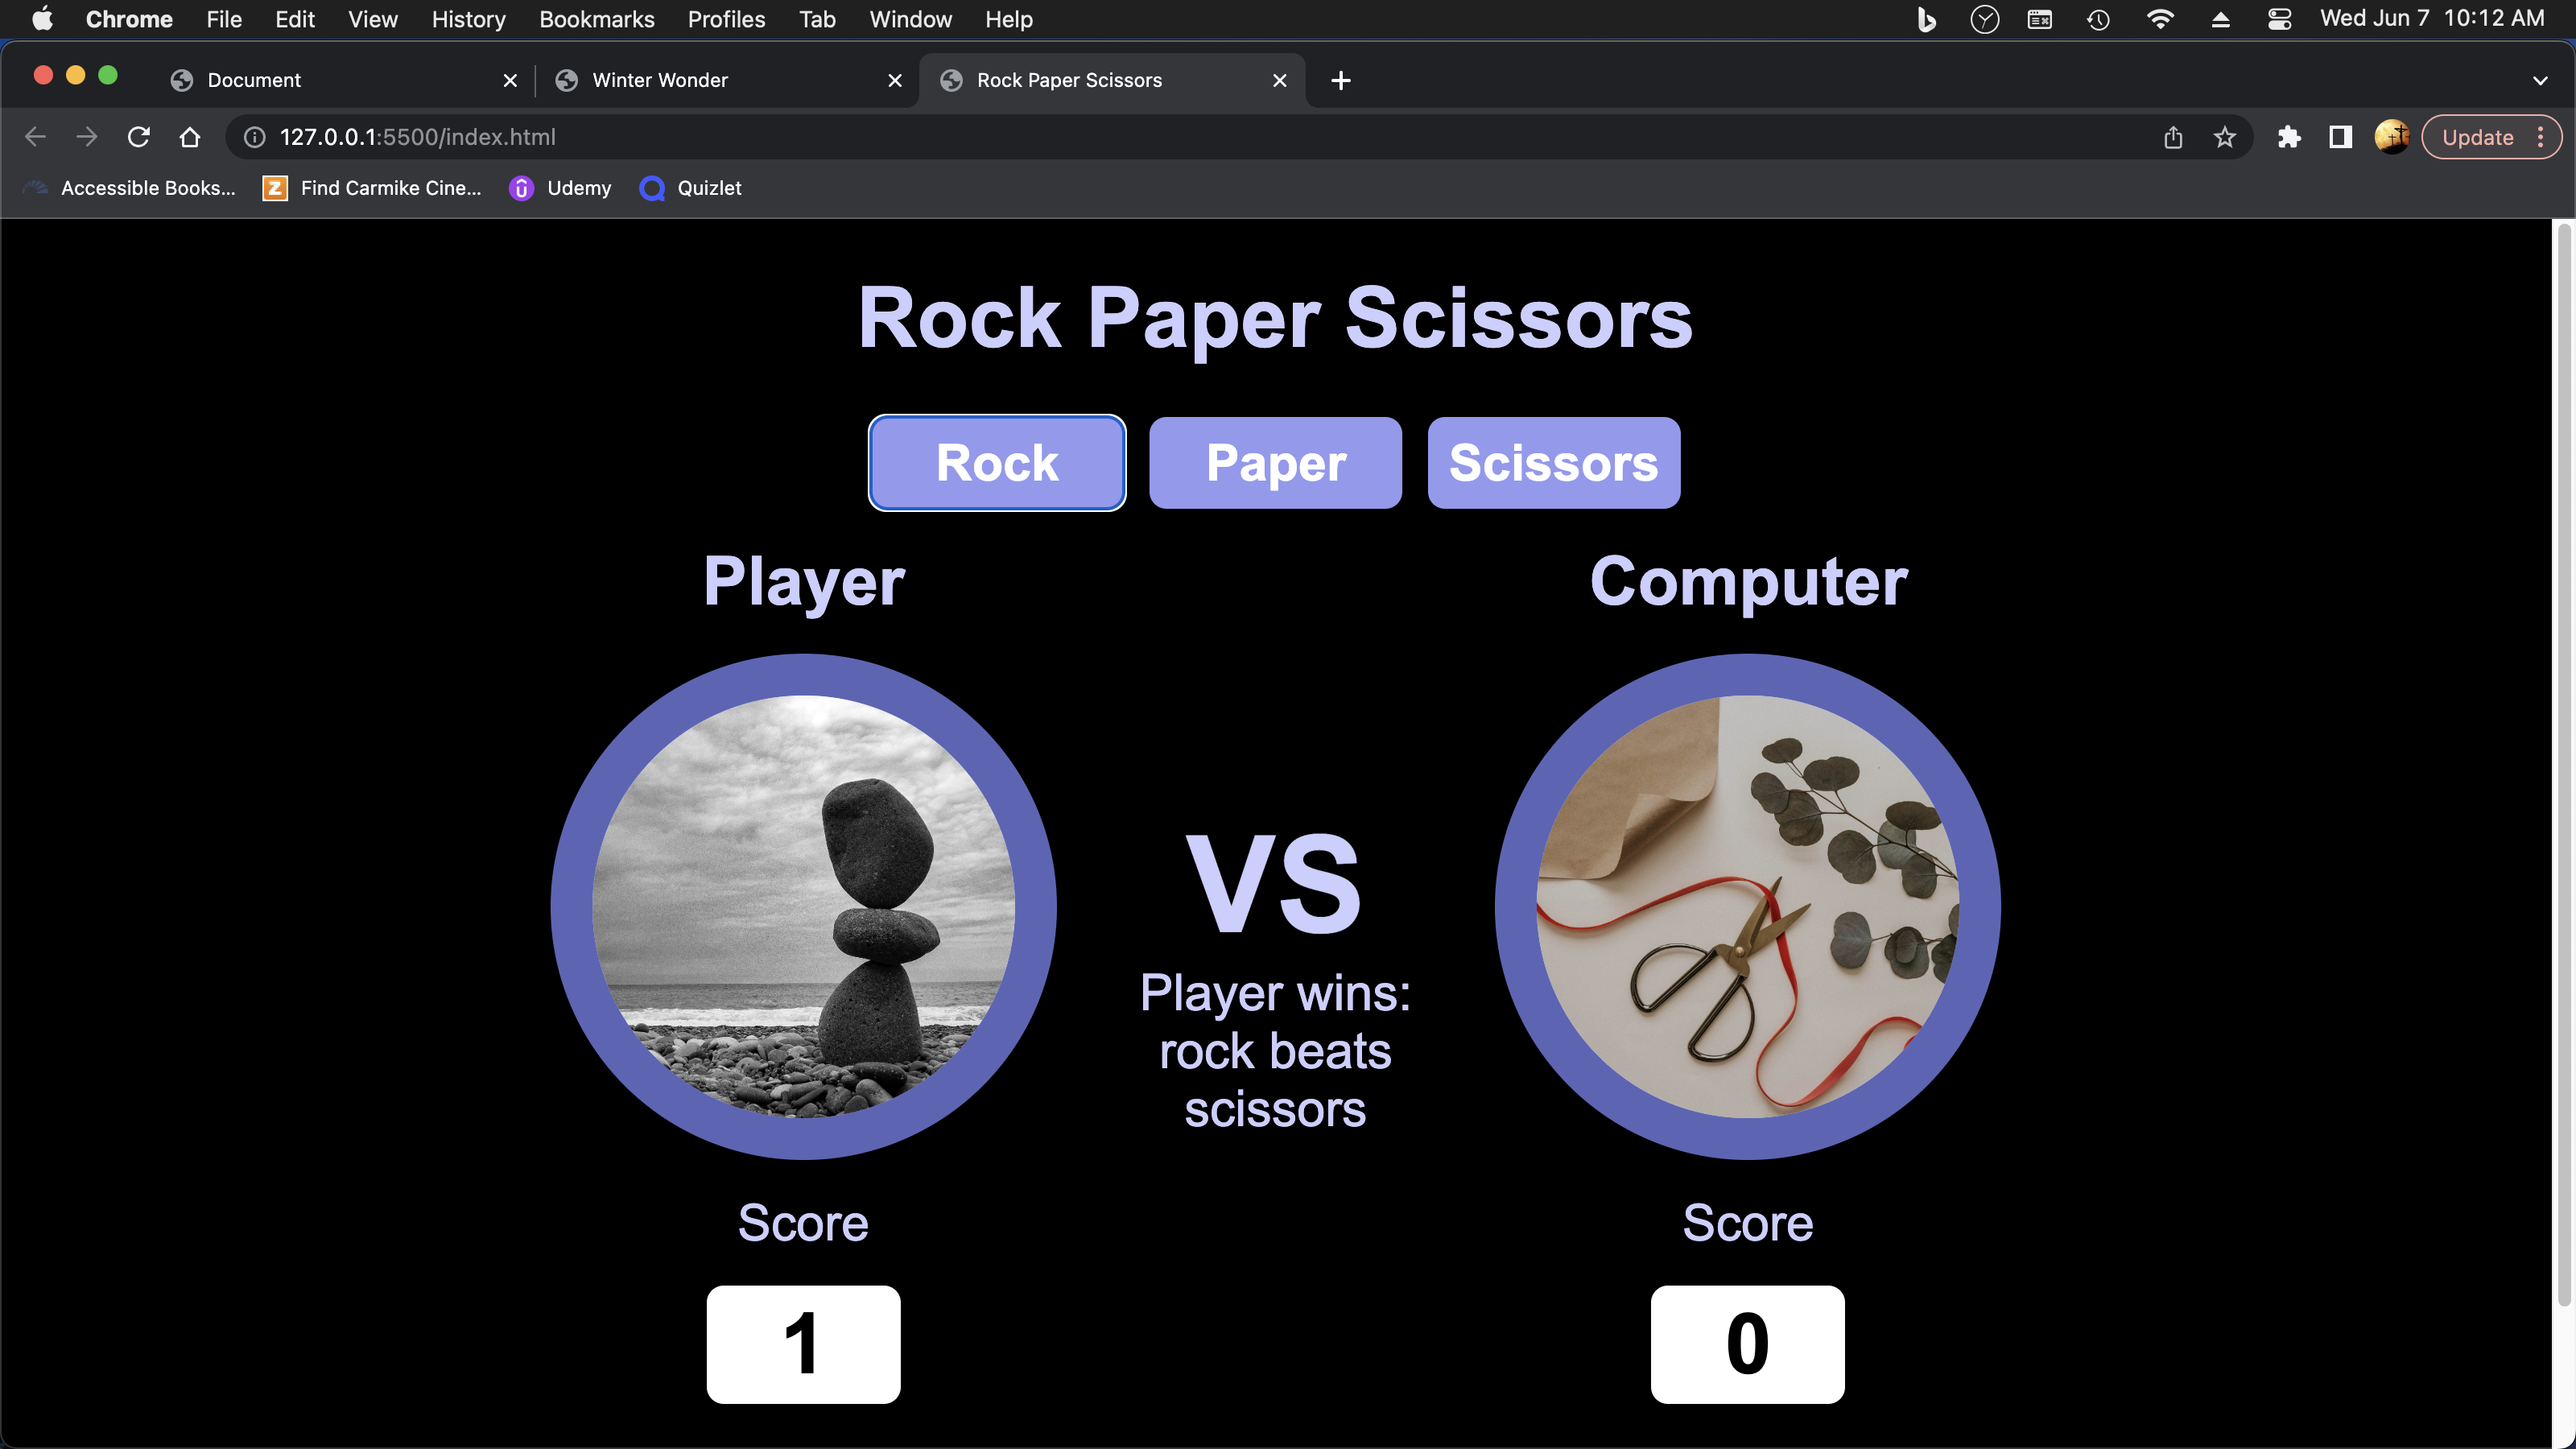 Chrome File Edit View History Bookmarks Profiles Tab Window Help Wed Jun 7 10:12 AM
Document Winter Wonder Rock Paper Scissors
127.0.0.1:5500/index.html Update
Accessible Books... Find Carmike Cine... Udemy Quizlet
Rock Paper Scissors
Rock Paper Scissors
Player Computer
VS
Player wins:
rock beats
scissors
Score Score
1 0